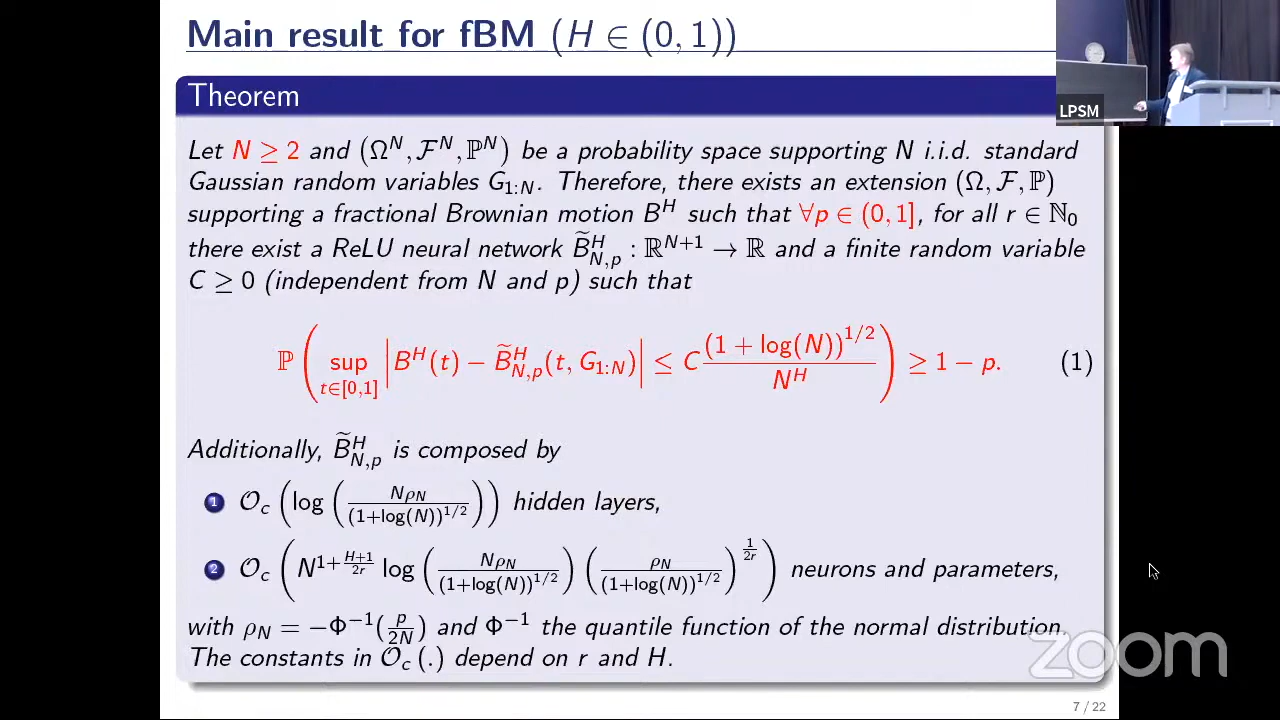 Main result for fBM (H ∈ (0, 1))
Theorem
LPSM
Let N ≥ 2 and (Ω^N, ℱ^N, ℙ^N) be a probability space supporting N i.i.d. standard
Gaussian random variables G_{1:N}. Therefore, there exists an extension (Ω, ℱ, ℙ)
supporting a fractional Brownian motion B^H such that ∀p ∈ (0, 1], for all r ∈ ℕ_0
there exist a ReLU neural network B̃^H_{N,p} : ℝ^{N+1} → ℝ and a finite random variable
C ≥ 0 (independent from N and p) such that
ℙ ( sup_{t∈[0,1]} | B^H(t) − B̃^H_{N,p}(t, G_{1:N}) | ≤ C (1 + log(N))^{1/2} / N^H ) ≥ 1 − p. (1)
Additionally, B̃^H_{N,p} is composed by
1 𝒪_c ( log ( Nρ_N / (1+log(N))^{1/2} ) ) hidden layers,
2 𝒪_c ( N^{1+\frac{H+1}{2r}} log ( Nρ_N / (1+log(N))^{1/2} ) ( ρ_N / (1+log(N))^{1/2} )^{\frac{1}{2r}} ) neurons and parameters,
with ρ_N = −Φ^{−1}(p/2N) and Φ^{−1} the quantile function of the normal distribution.
The constants in 𝒪_c (.) depend on r and H.
zoom
7 / 22